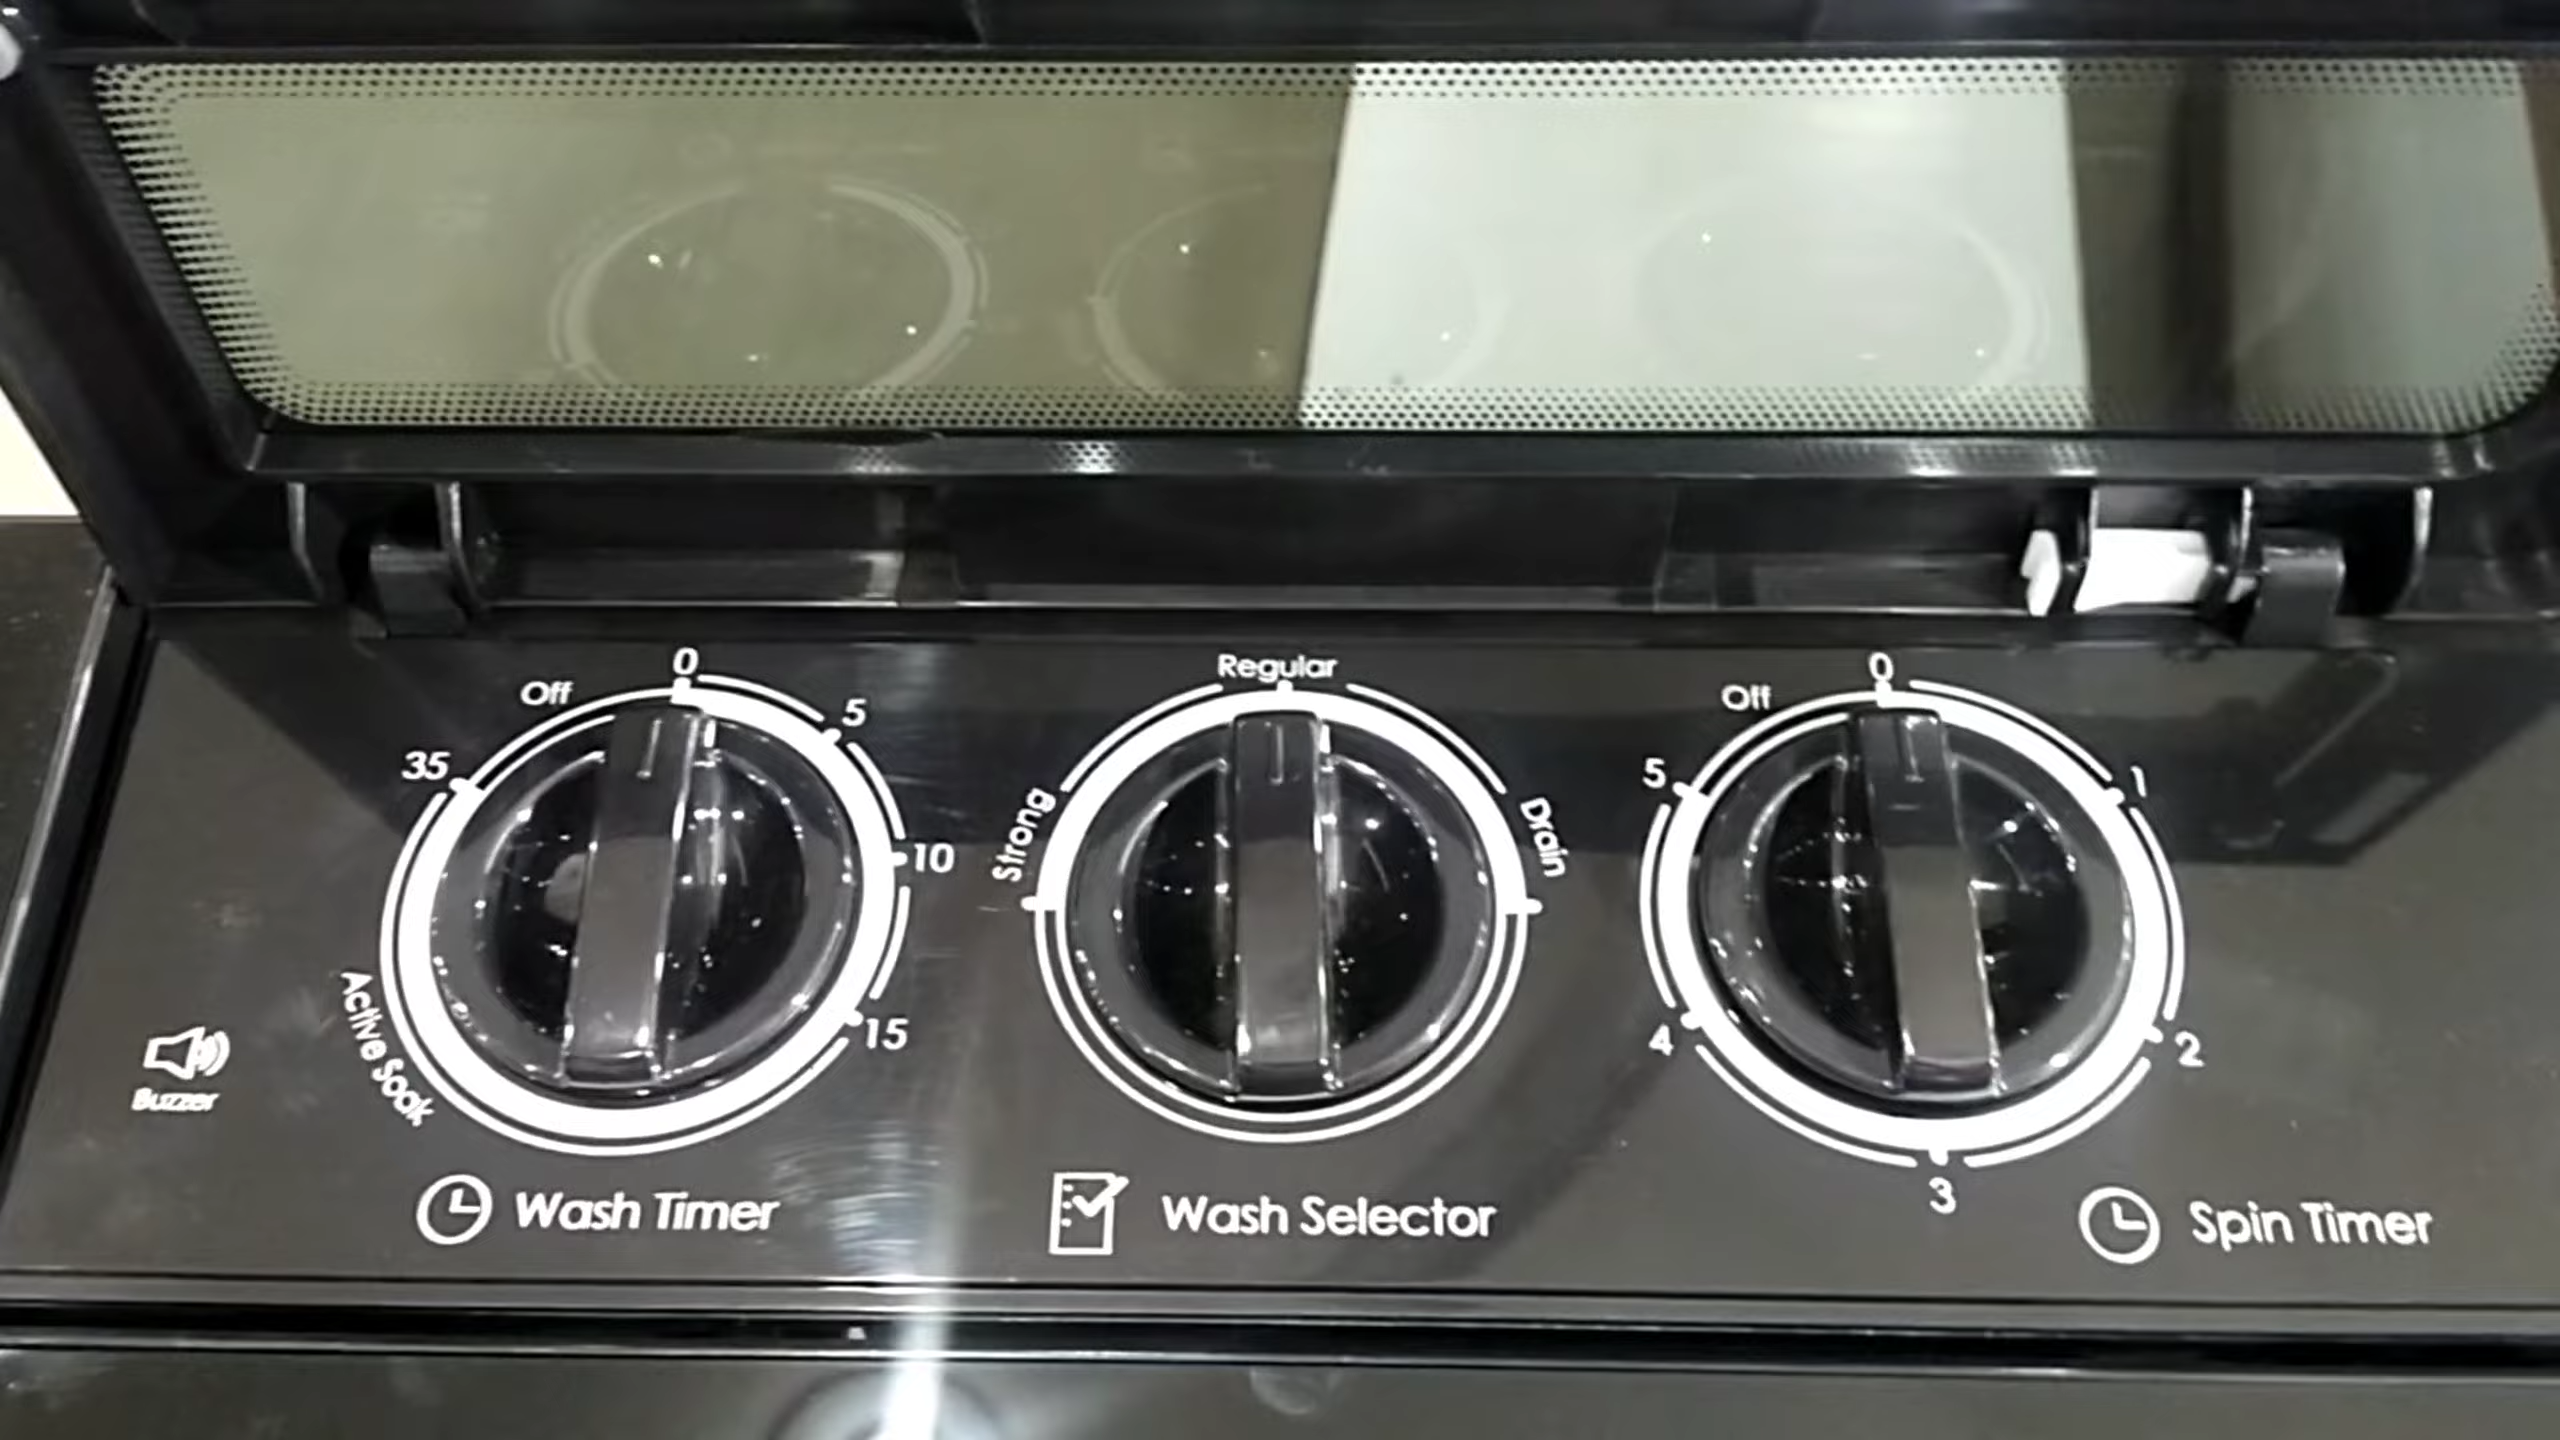 Off
0
5
10
15
35
Active Soak
Buzzer
Wash Timer
Regular
Strong
Drain
Wash Selector
Off
0
1
2
3
4
5
Spin Timer